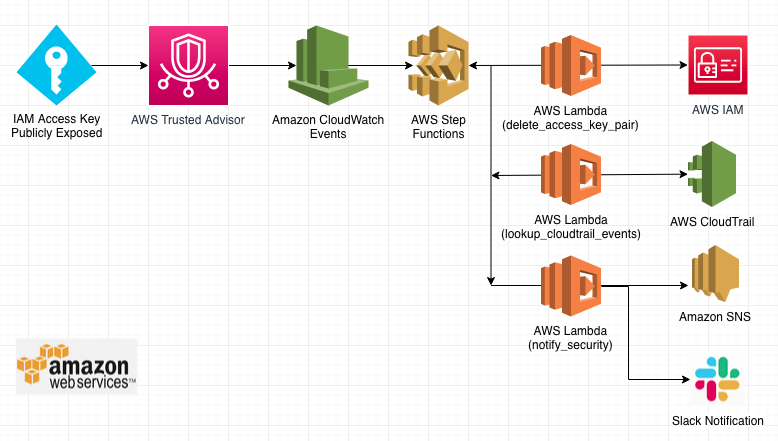 IAM Access Key
Publicly Exposed
AWS Trusted Advisor
Amazon CloudWatch
Events
AWS Step
Functions
AWS Lambda
(delete_access_key_pair)
AWS IAM
AWS Lambda
(lookup_cloudtrail_events)
AWS CloudTrail
AWS Lambda
(notify_security)
Amazon SNS
Slack Notification
amazon
web services™